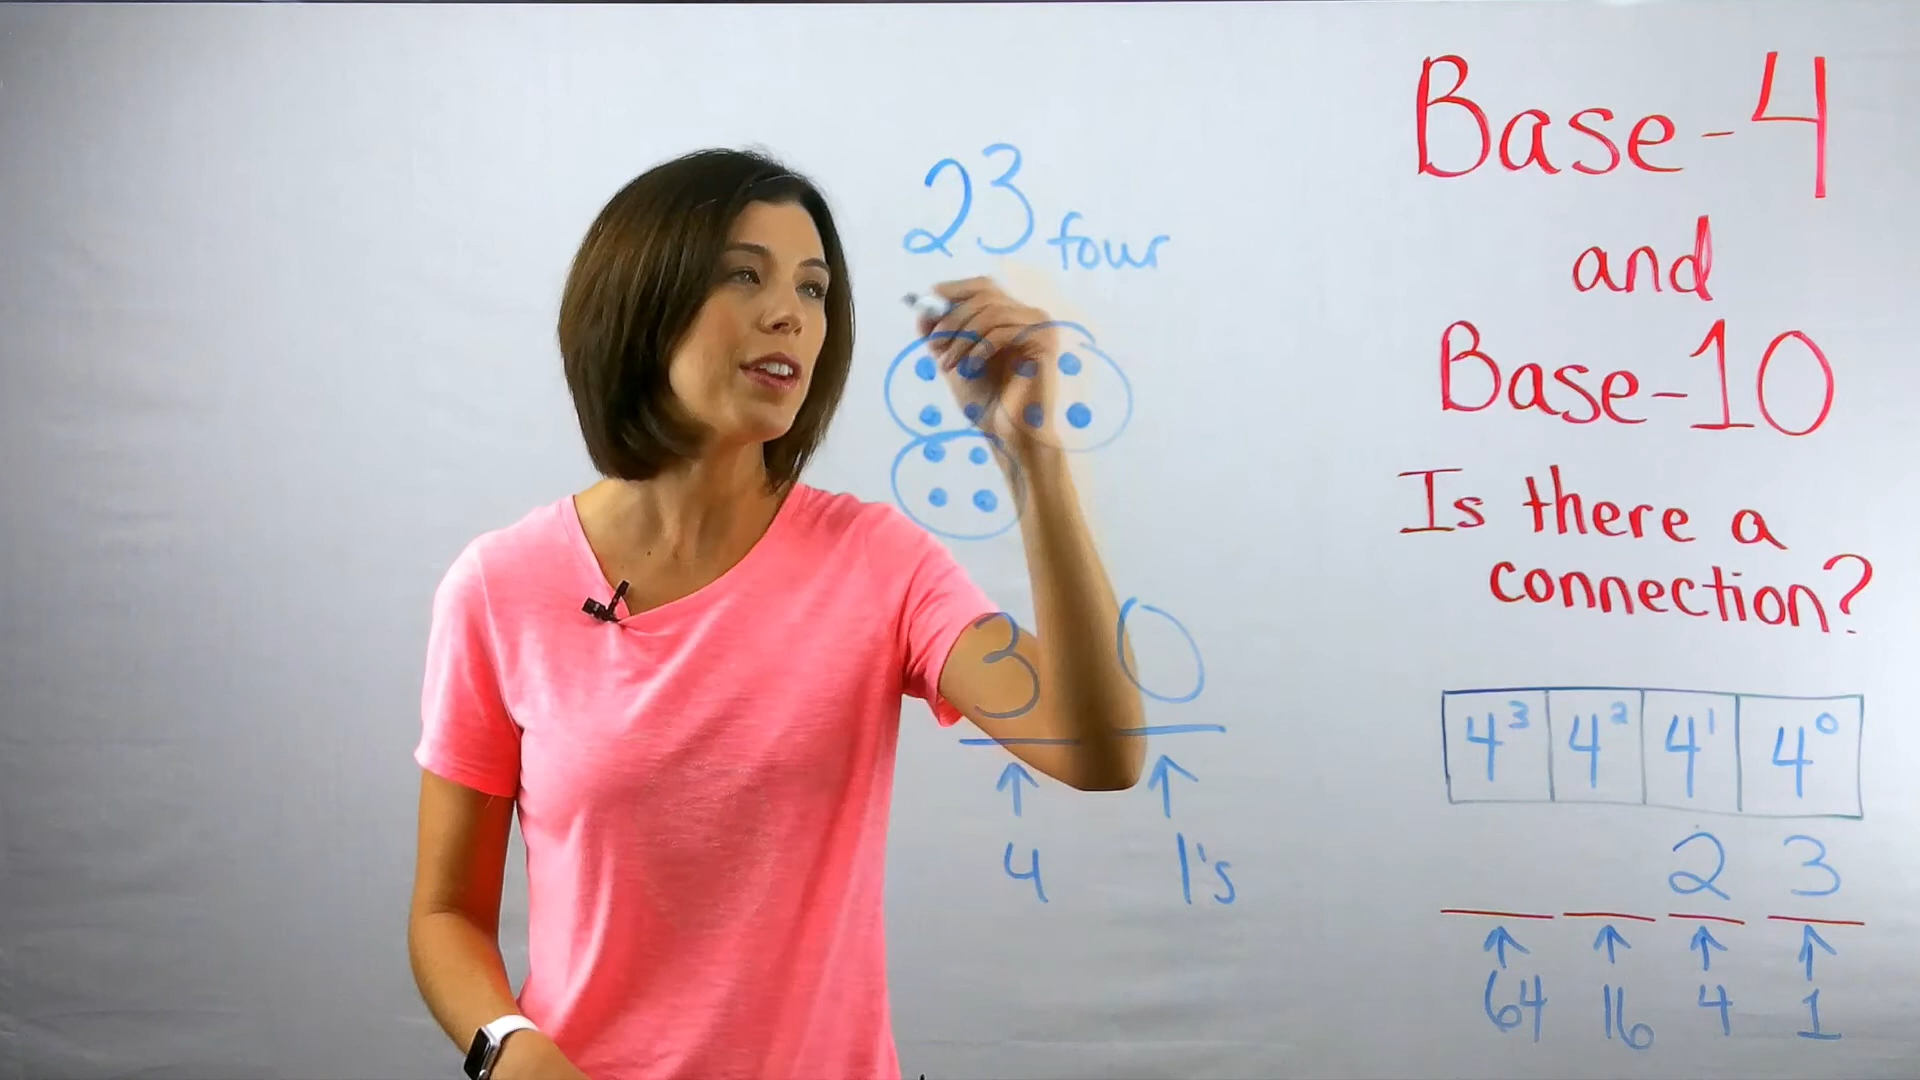 23 four
3 0
4 1's
Base-4
and
Base-10
Is there a
connection?
4³ 4² 4¹ 4⁰
2 3
64 16 4 1